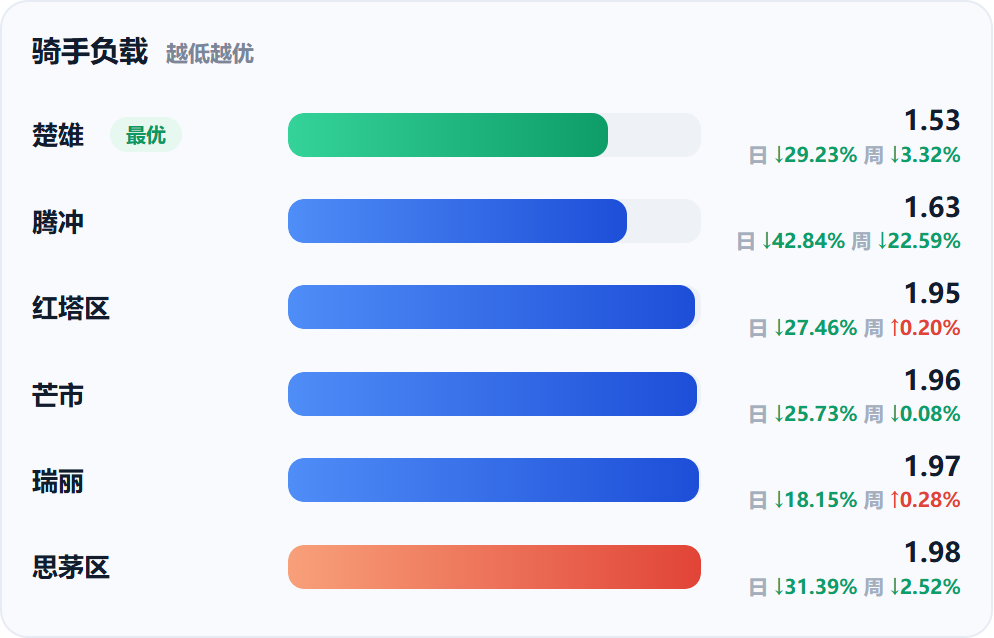 骑手负载 越低越优
楚雄 最优 1.53
日 ↓29.23% 周 ↓3.32%
腾冲 1.63
日 ↓42.84% 周 ↓22.59%
红塔区 1.95
日 ↓27.46% 周 ↑0.20%
芒市 1.96
日 ↓25.73% 周 ↓0.08%
瑞丽 1.97
日 ↓18.15% 周 ↑0.28%
思茅区 1.98
日 ↓31.39% 周 ↓2.52%